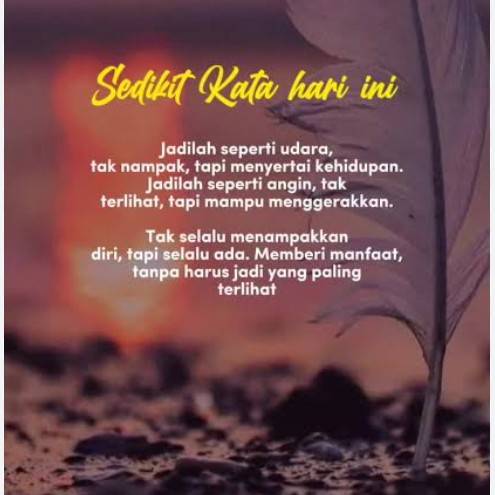 Sedikit Kata hari ini
Jadilah seperti udara,
tak nampak, tapi menyertai kehidupan.
Jadilah seperti angin, tak
terlihat, tapi mampu menggerakkan.
Tak selalu menampakkan
diri, tapi selalu ada. Memberi manfaat,
tanpa harus jadi yang paling
terlihat